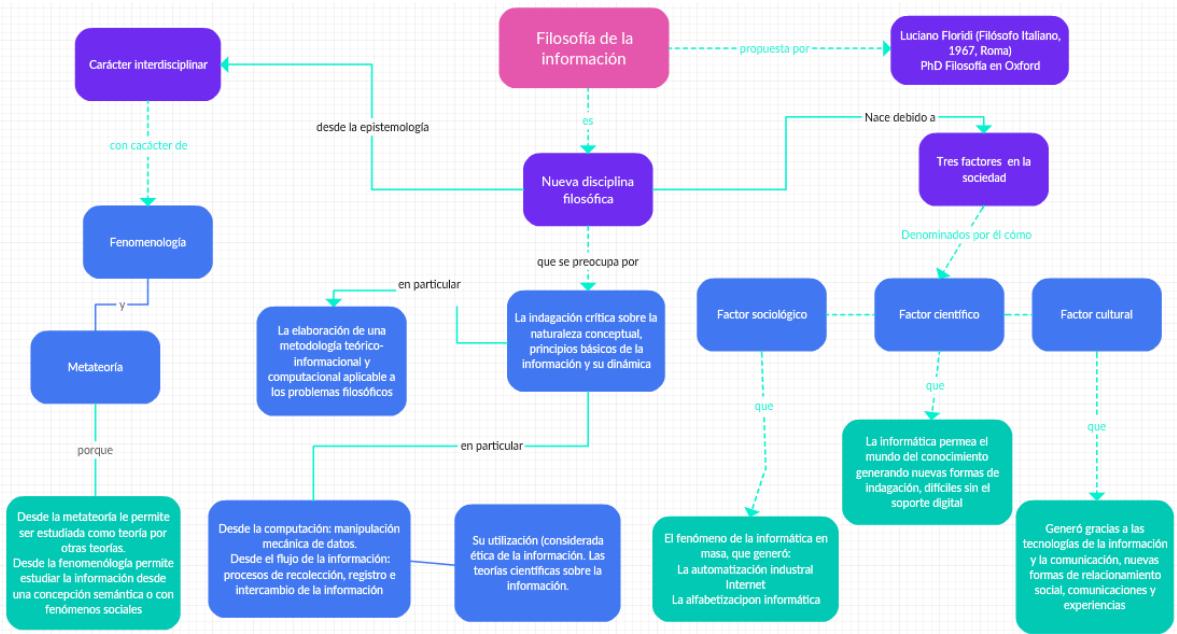 Filosofía de la
información
propuesta por
Luciano Floridi (Filósofo Italiano,
1967, Roma)
PhD Filosofía en Oxford
Carácter interdisciplinar
desde la epistemología
es
Nace debido a
con cacácter de
Nueva disciplina
filosófica
Tres factores en la
sociedad
Fenomenología
Denominados por él cómo
que se preocupa por
en particular
y
La indagación crítica sobre la
naturaleza conceptual,
principios básicos de la
información y su dinámica
Factor sociológico
Factor científico
Factor cultural
La elaboración de una
metodología teórico-
informacional y
computacional aplicable a
los problemas filosóficos
Metateoría
que
que
que
porque
en particular
La informática permea el
mundo del conocimiento
generando nuevas formas de
indagación, difíciles sin el
soporte digital
Desde la metateoría le permite
ser estudiada como teoría por
otras teorías.
Desde la fenomenólogía permite
estudiar la información desde
una concepción semántica o con
fenómenos sociales
Desde la computación: manipulación
mecánica de datos.
Desde el flujo de la información:
procesos de recolección, registro e
intercambio de la información
Su utilización (considerada
ética de la información. Las
teorías científicas sobre la
información.
El fenómeno de la informática en
masa, que generó:
La automatización industral
Internet
La alfabetizacipon informática
Generó gracias a las
tecnologías de la información
y la comunicación, nuevas
formas de relacionamiento
social, comunicaciones y
experiencias